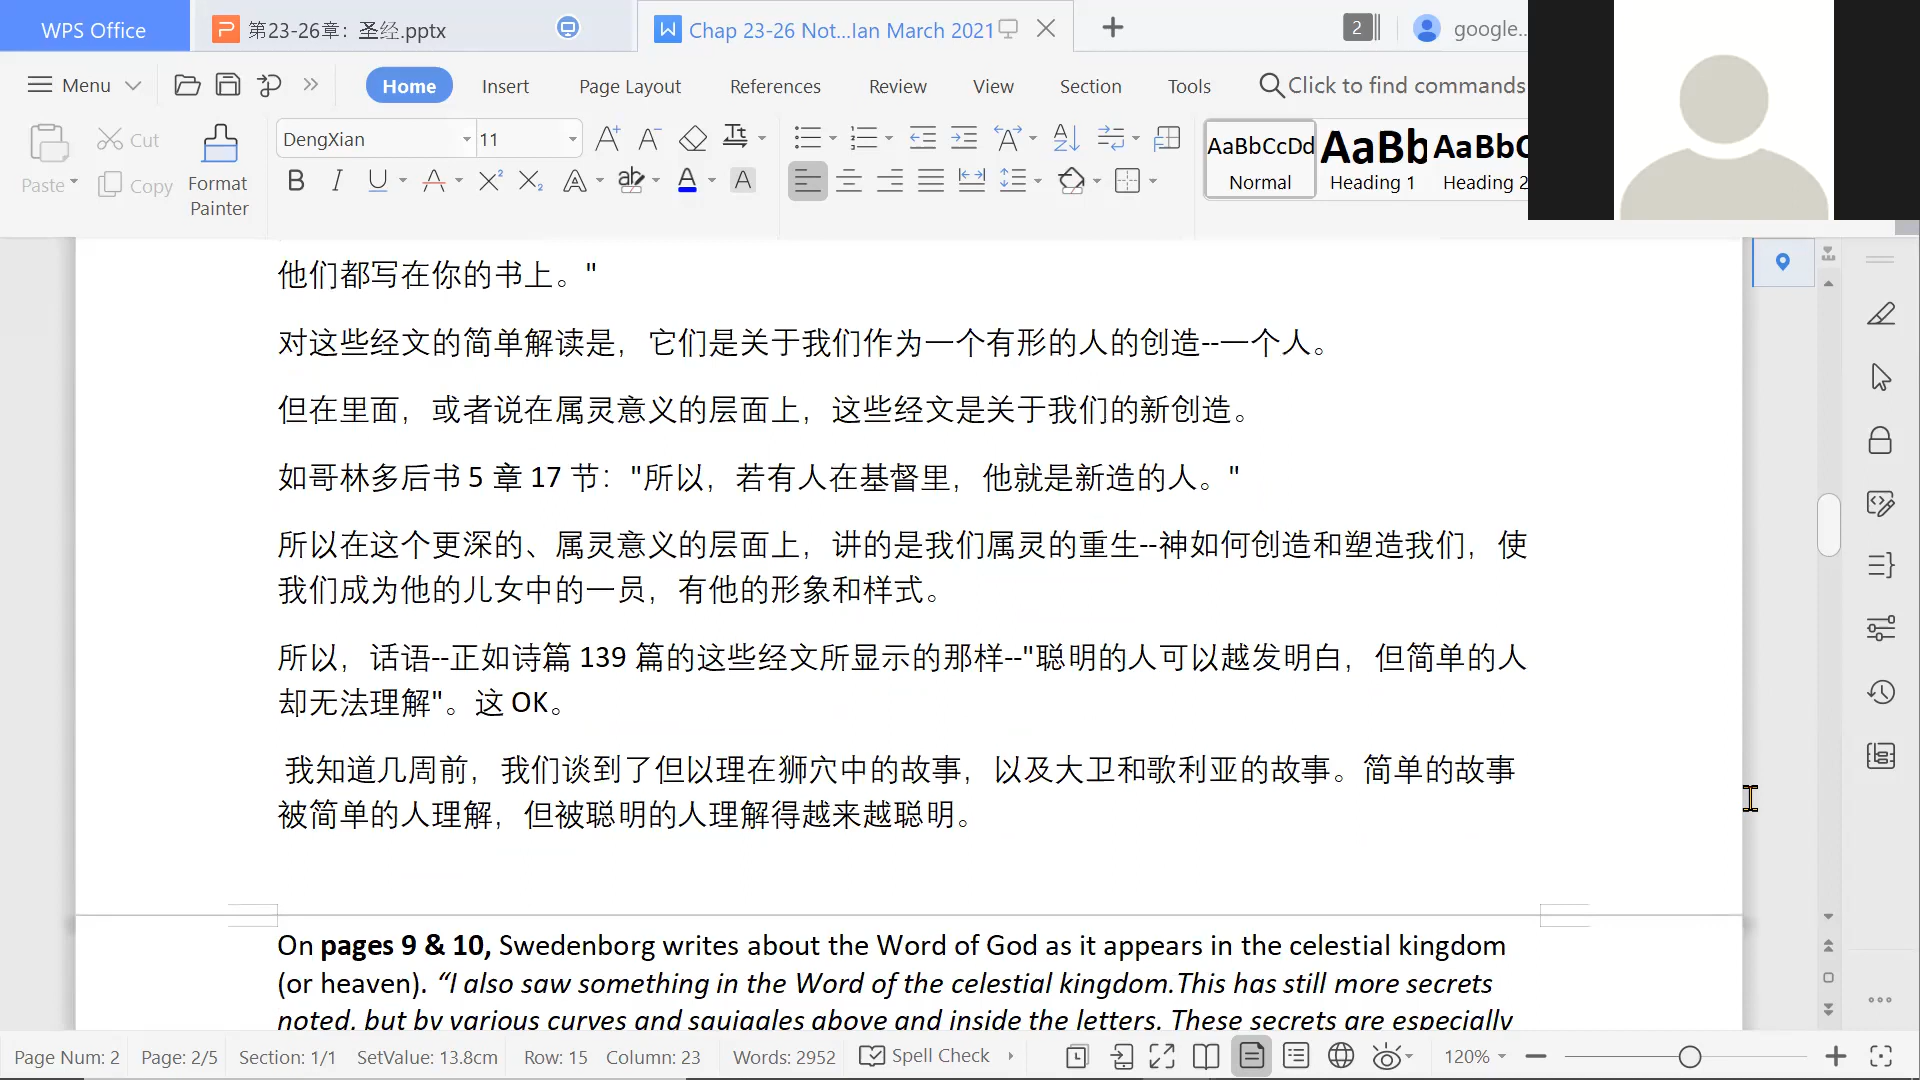 WPS Office
第23-26章：圣经.pptx
Chap 23-26 Not...Ian March 2021
2
google..
Menu
Home
Insert
Page Layout
References
Review
View
Section
Tools
Click to find commands
Paste
Cut
Copy
Format
Painter
DengXian
11
AaBbCcDd
Normal
AaBb
Heading 1
AaBbC
Heading 2
他们都写在你的书上。"
对这些经文的简单解读是，它们是关于我们作为一个有形的人的创造--一个人。
但在里面，或者说在属灵意义的层面上，这些经文是关于我们的新创造。
如哥林多后书 5 章 17 节："所以，若有人在基督里，他就是新造的人。"
所以在这个更深的、属灵意义的层面上，讲的是我们属灵的重生--神如何创造和塑造我们，使
我们成为他的儿女中的一员，有他的形象和样式。
所以，话语--正如诗篇 139 篇的这些经文所显示的那样--"聪明的人可以越发明白，但简单的人
却无法理解"。这 OK。
我知道几周前，我们谈到了但以理在狮穴中的故事，以及大卫和歌利亚的故事。简单的故事
被简单的人理解，但被聪明的人理解得越来越聪明。
On pages 9 & 10, Swedenborg writes about the Word of God as it appears in the celestial kingdom
(or heaven). “I also saw something in the Word of the celestial kingdom.This has still more secrets
noted, but by various curves and squiggles above and inside the letters. These secrets are especially
Page Num: 2
Page: 2/5
Section: 1/1
SetValue: 13.8cm
Row: 15
Column: 23
Words: 2952
Spell Check
120%